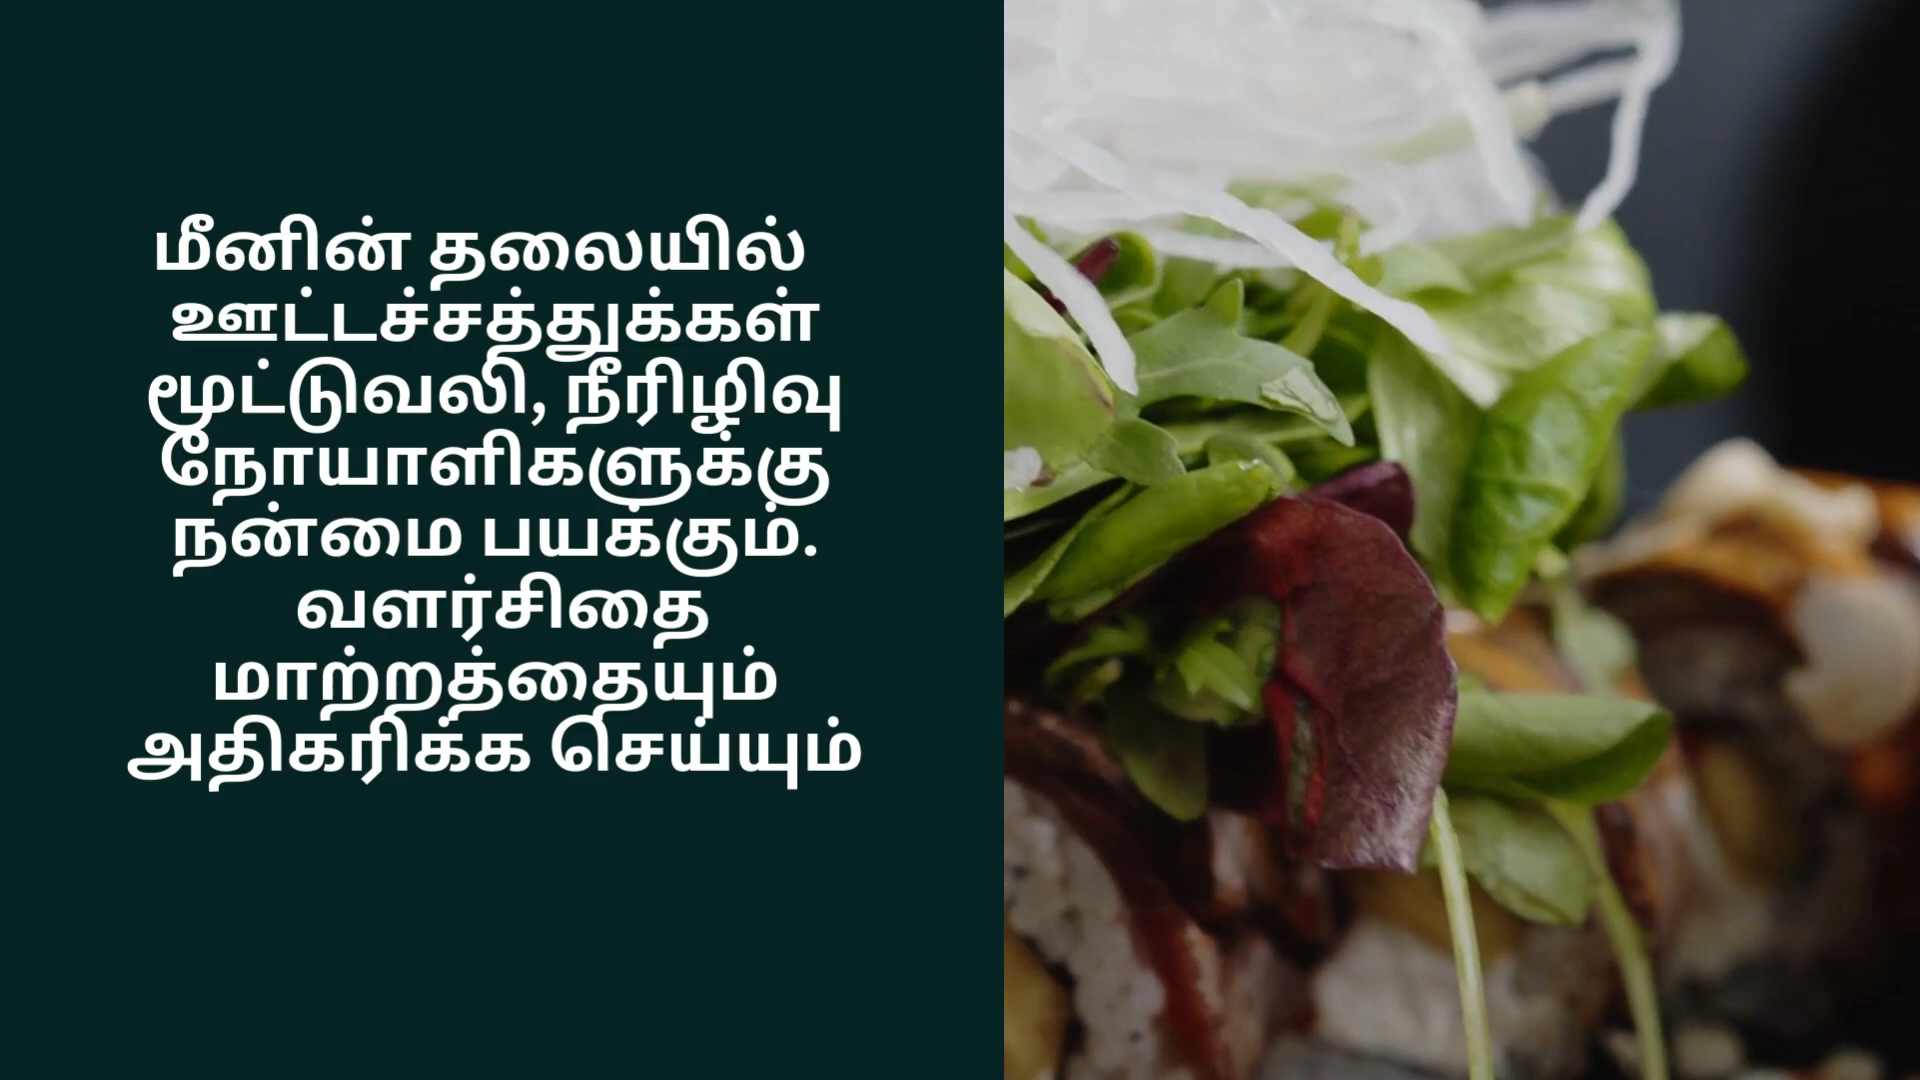 மீனின் தலையில்
ஊட்டச்சத்துக்கள்
மூட்டுவலி, நீரிழிவு
நோயாளிகளுக்கு
நன்மை பயக்கும்.
வளர்சிதை
மாற்றத்தையும்
அதிகரிக்க செய்யும்